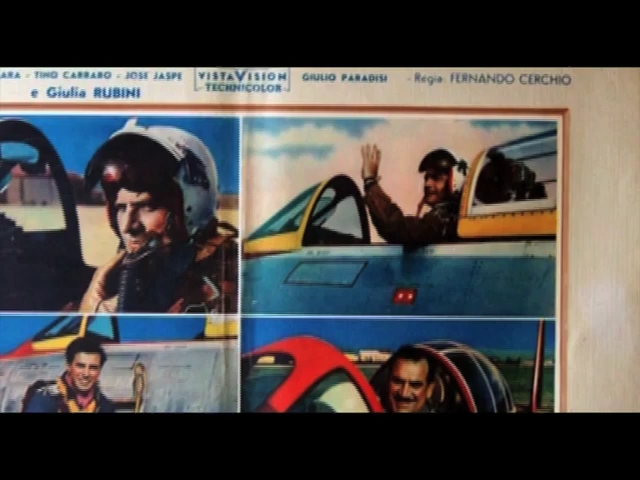 ARA - TINO CARRARO - JOSE JASPE
VISTAVISION
TECHNICOLOR
GIULIO PARADISI
- Regia: FERNANDO CERCHIO
e Giulia RUBINI